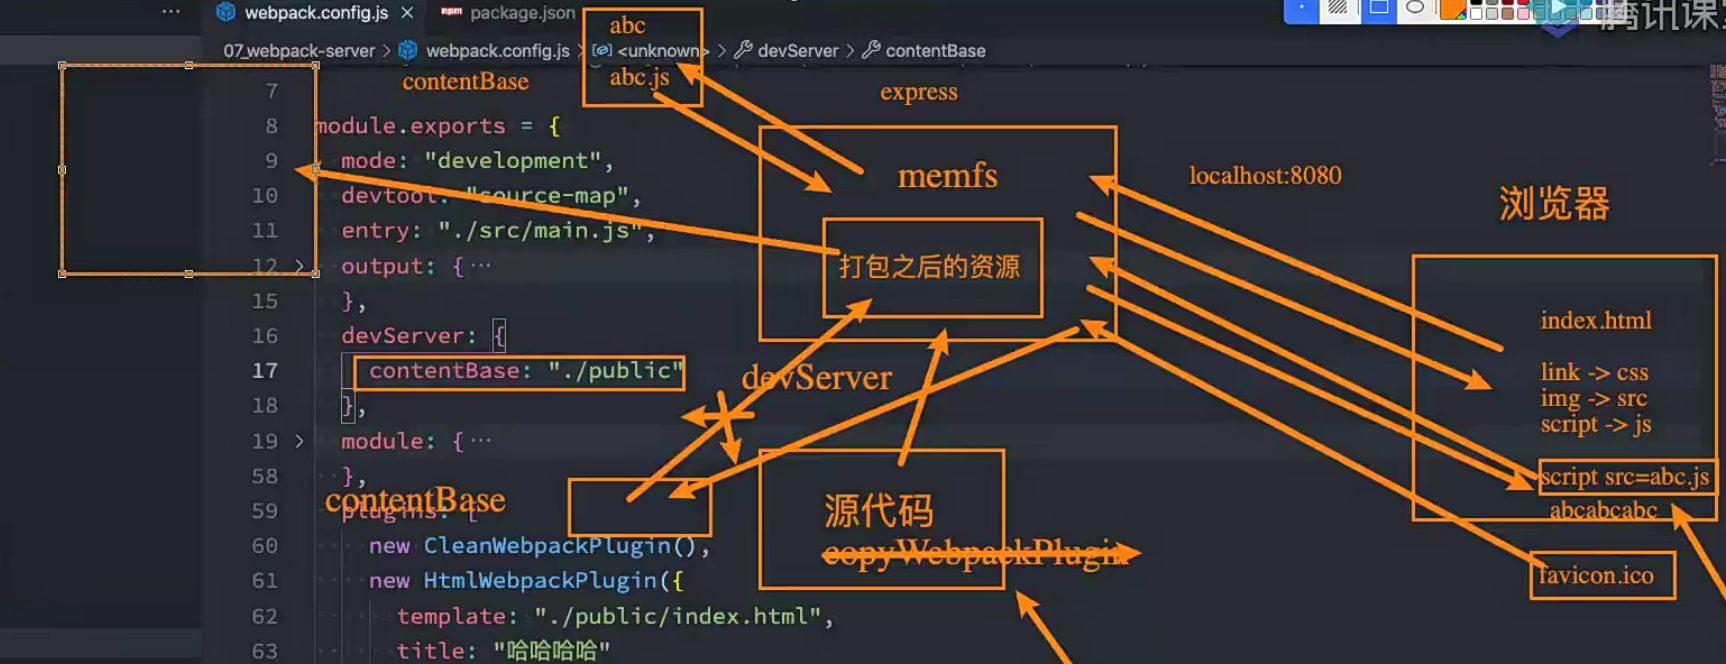 webpack.config.js
package.json
腾讯课
07_webpack-server > webpack.config.js > <unknown> > devServer > contentBase
abc
abc.js
contentBase
express
7
8 module.exports = {
9 mode: "development",
10 devtool: "source-map",
11 entry: "./src/main.js",
12 output: { ···
15 },
16 devServer: {
17 contentBase: "./public"
18 },
19 module: { ···
58 },
59 plugins: [
60 new CleanWebpackPlugin(),
61 new HtmlWebpackPlugin({
62 template: "./public/index.html",
63 title: "哈哈哈哈"
memfs
打包之后的资源
devServer
contentBase
源代码
copyWebpackPlugin
localhost:8080
浏览器
index.html
link -> css
img -> src
script -> js
script src=abc.js
abcabcabc
favicon.ico